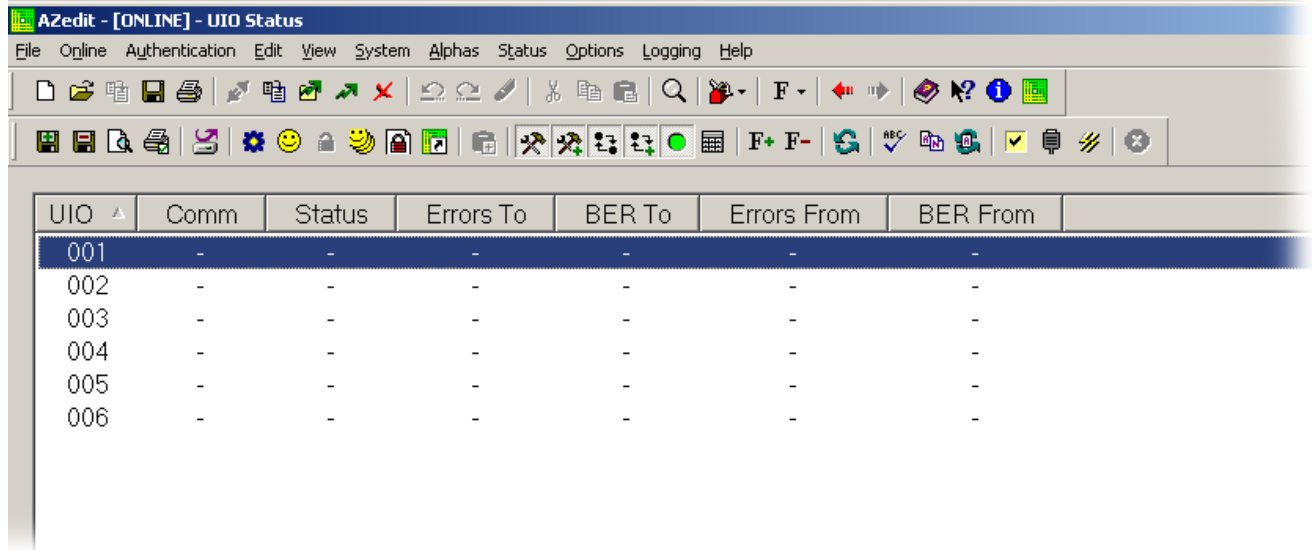 AZedit - [ONLINE] - UIO Status
File Online Authentication Edit View System Alphas Status Options Logging Help
F
F+ F- ABC
UIO Comm Status Errors To BER To Errors From BER From
001 - - - - - -
002 - - - - - -
003 - - - - - -
004 - - - - - -
005 - - - - - -
006 - - - - - -